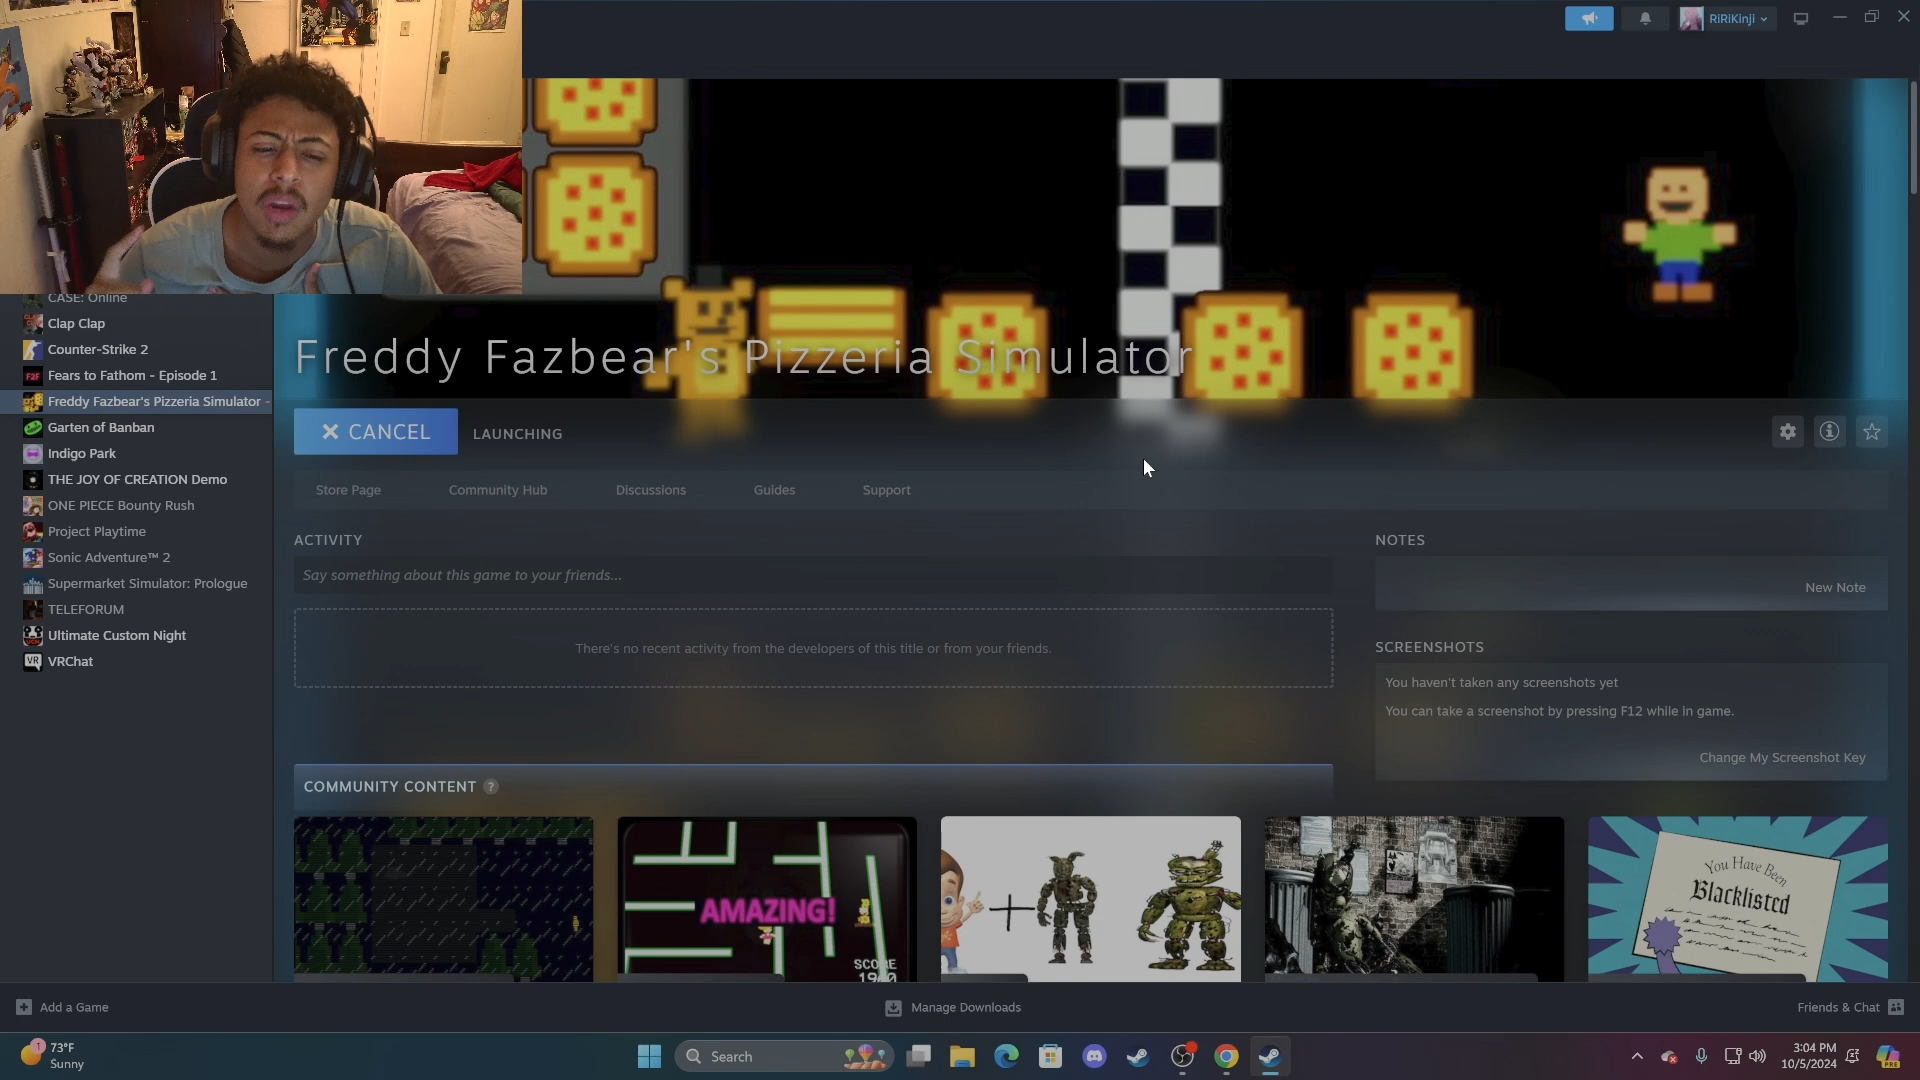 RiRiKinji
CASE: Online
Clap Clap
Counter-Strike 2
F2F Fears to Fathom - Episode 1
Freddy Fazbear's Pizzeria Simulator -
Garten of Banban
Indigo Park
THE JOY OF CREATION Demo
ONE PIECE Bounty Rush
Project Playtime
Sonic Adventure™ 2
Supermarket Simulator: Prologue
TELEFORUM
UCN Ultimate Custom Night
VR VRChat
Freddy Fazbear's Pizzeria Simulator
CANCEL
LAUNCHING
Store Page Community Hub Discussions Guides Support
ACTIVITY
Say something about this game to your friends...
There's no recent activity from the developers of this title or from your friends.
NOTES
New Note
SCREENSHOTS
You haven't taken any screenshots yet
You can take a screenshot by pressing F12 while in game.
Change My Screenshot Key
COMMUNITY CONTENT ?
AMAZING!
SCORE
1940
You Have Been
Blacklisted
Add a Game
Manage Downloads
Friends & Chat
1
73°F
Sunny
Search
3:04 PM
10/5/2024
PRE